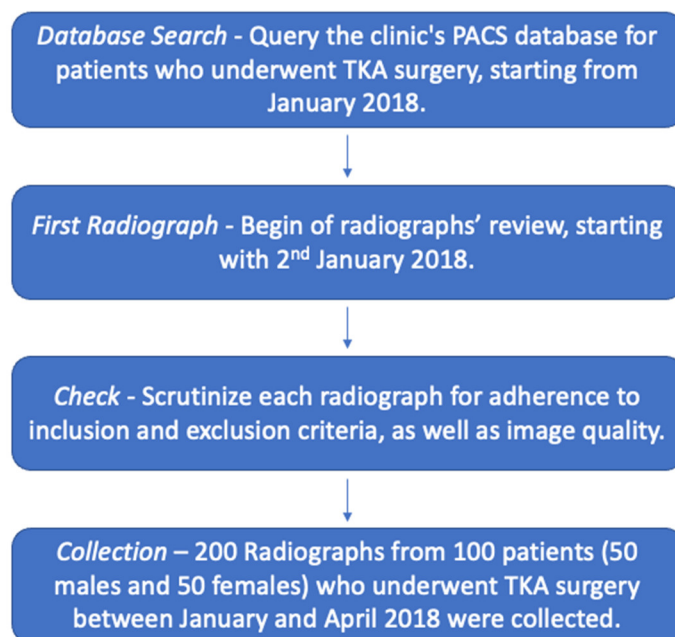 Database Search - Query the clinic's PACS database for
patients who underwent TKA surgery, starting from
January 2018.
First Radiograph - Begin of radiographs’ review, starting
with 2nd January 2018.
Check - Scrutinize each radiograph for adherence to
inclusion and exclusion criteria, as well as image quality.
Collection – 200 Radiographs from 100 patients (50
males and 50 females) who underwent TKA surgery
between January and April 2018 were collected.